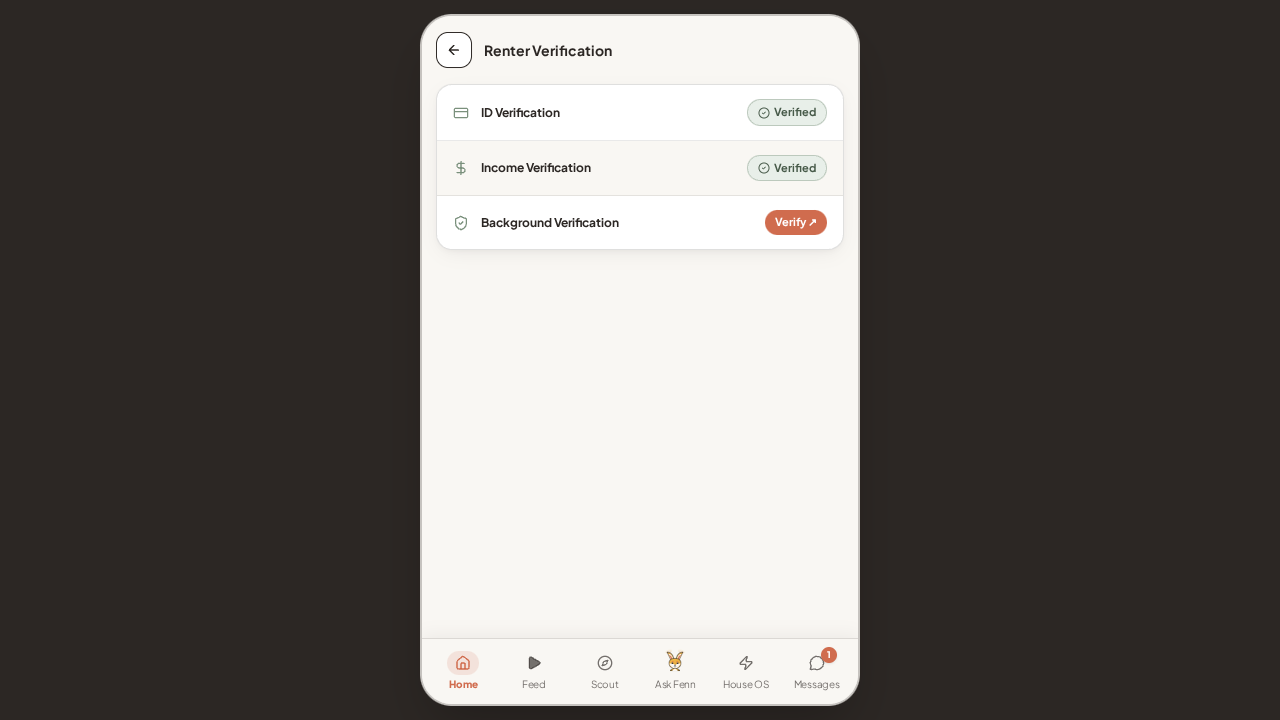 Renter Verification
ID Verification
Verified
Income Verification
Verified
Background Verification
Verify ↗
1
Home
Feed
Scout
Ask Fenn
House OS
Messages